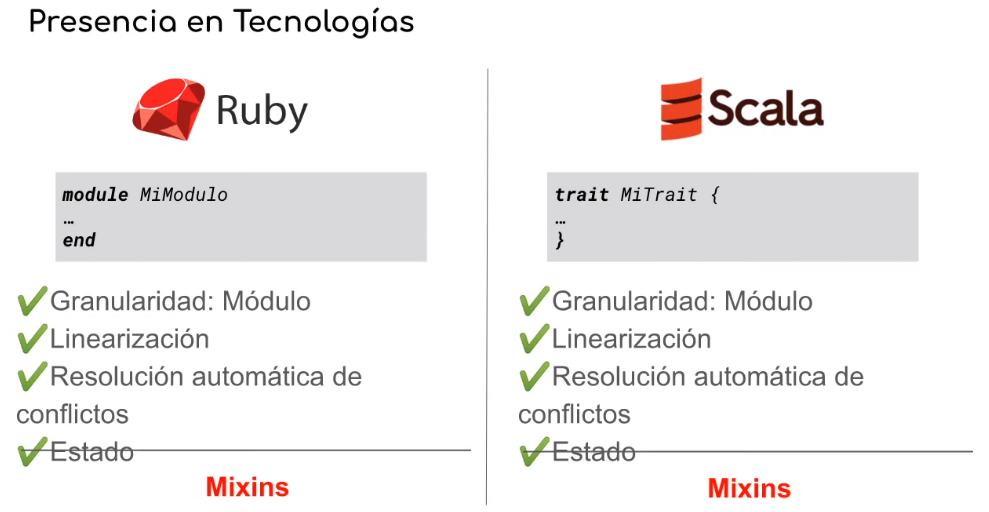 Presencia en Tecnologías
Ruby
module MiModulo
…
end
✔Granularidad: Módulo
✔Linearización
✔Resolución automática de
conflictos
✔Estado
Mixins
Scala
trait MiTrait {
…
}
✔Granularidad: Módulo
✔Linearización
✔Resolución automática de
conflictos
✔Estado
Mixins